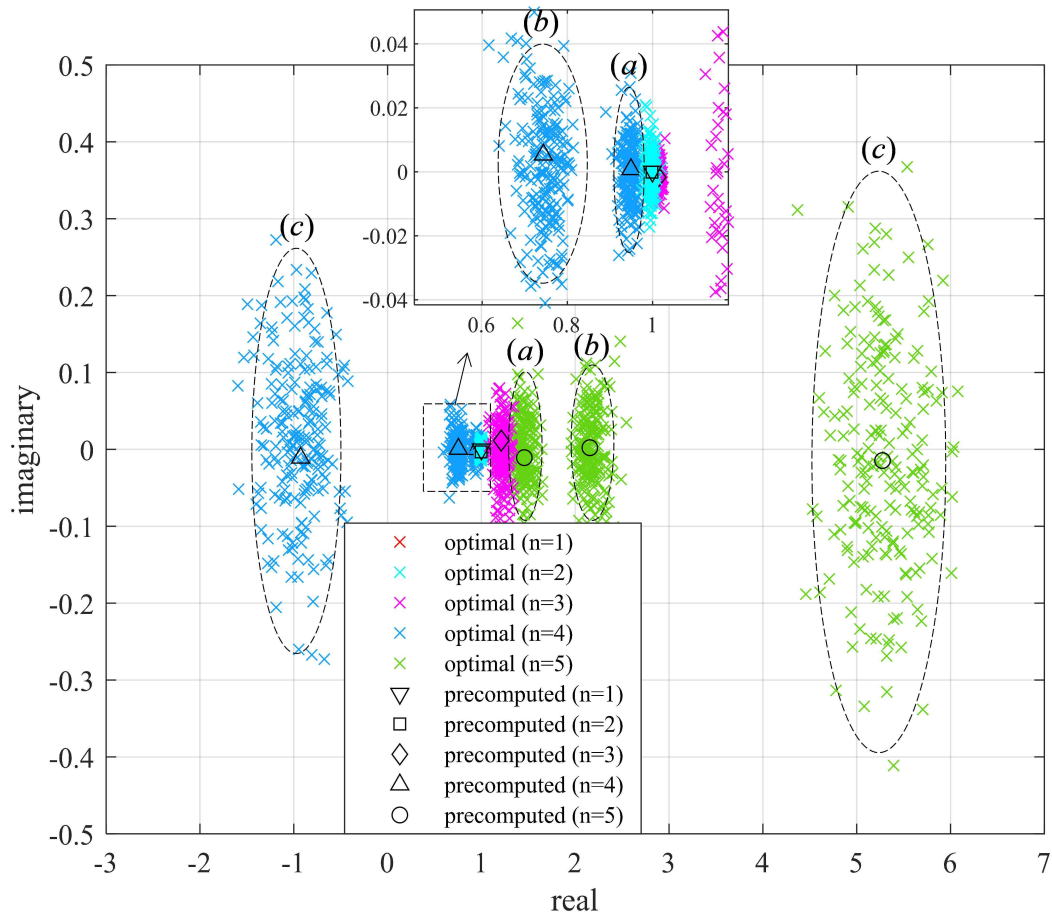 (b)
0.04
(a)
0.02
0
-0.02
-0.04
0.6 0.8 1
0.5
0.4
0.3
0.2
0.1
0
-0.1
-0.2
-0.3
-0.4
-0.5
imaginary
(c)
(a)
(b)
(c)
optimal (n=1)
optimal (n=2)
optimal (n=3)
optimal (n=4)
optimal (n=5)
precomputed (n=1)
precomputed (n=2)
precomputed (n=3)
precomputed (n=4)
precomputed (n=5)
-3 -2 -1 0 1 2 3 4 5 6 7
real